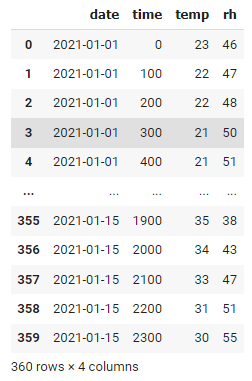 date time temp rh
0 2021-01-01 0 23 46
1 2021-01-01 100 22 47
2 2021-01-01 200 22 48
3 2021-01-01 300 21 50
4 2021-01-01 400 21 51
... ... ... ... ...
355 2021-01-15 1900 35 38
356 2021-01-15 2000 34 43
357 2021-01-15 2100 33 47
358 2021-01-15 2200 31 51
359 2021-01-15 2300 30 55
360 rows × 4 columns